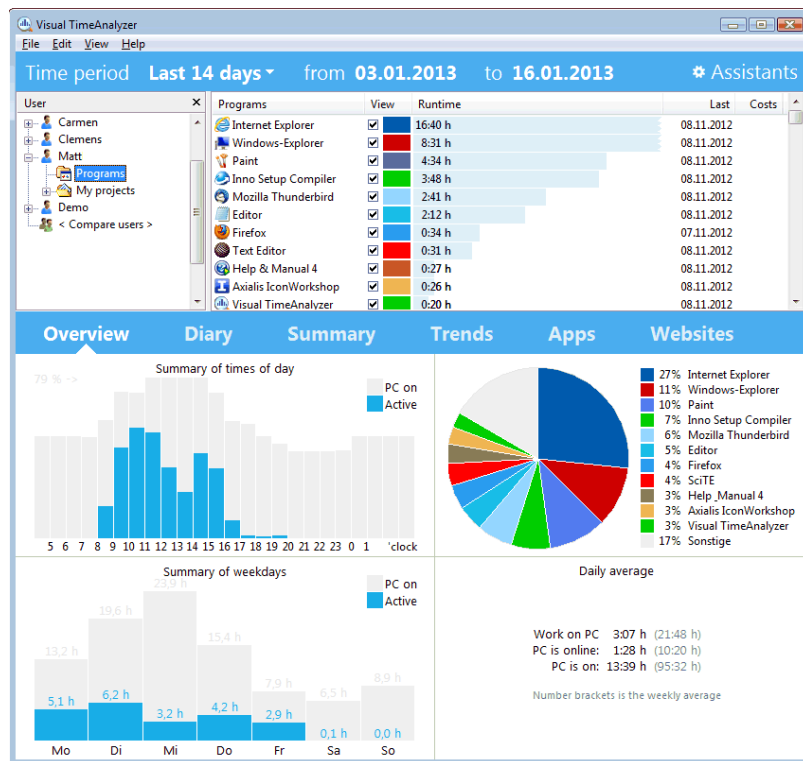 Visual TimeAnalyzer
File Edit View Help
Time period Last 14 days from 03.01.2013 to 16.01.2013 Assistants
User
Carmen
Clemens
Matt
Programs
My projects
Demo
< Compare users >
Programs View Runtime Last Costs
Internet Explorer 16:40 h 08.11.2012
Windows-Explorer 8:31 h 08.11.2012
Paint 4:34 h 08.11.2012
Inno Setup Compiler 3:48 h 08.11.2012
Mozilla Thunderbird 2:41 h 08.11.2012
Editor 2:12 h 08.11.2012
Firefox 0:34 h 07.11.2012
Text Editor 0:31 h 08.11.2012
Help & Manual 4 0:27 h 08.11.2012
Axialis IconWorkshop 0:26 h 08.11.2012
Visual TimeAnalyzer 0:20 h 08.11.2012
Overview Diary Summary Trends Apps Websites
Summary of times of day
79 % ->
PC on
Active
5 6 7 8 9 10 11 12 13 14 15 16 17 18 19 20 21 22 23 0 1 'clock
27% Internet Explorer
11% Windows-Explorer
10% Paint
7% Inno Setup Compiler
6% Mozilla Thunderbird
5% Editor
4% Firefox
4% SciTE
3% Help_Manual 4
3% Axialis IconWorkshop
3% Visual TimeAnalyzer
17% Sonstige
Summary of weekdays
PC on
Active
13,2 h 19,6 h 23,9 h 15,4 h 7,9 h 6,5 h 8,9 h
5,1 h 6,2 h 3,2 h 4,2 h 2,9 h 0,1 h 0,0 h
Mo Di Mi Do Fr Sa So
Daily average
Work on PC 3:07 h (21:48 h)
PC is online: 1:28 h (10:20 h)
PC is on: 13:39 h (95:32 h)
Number brackets is the weekly average